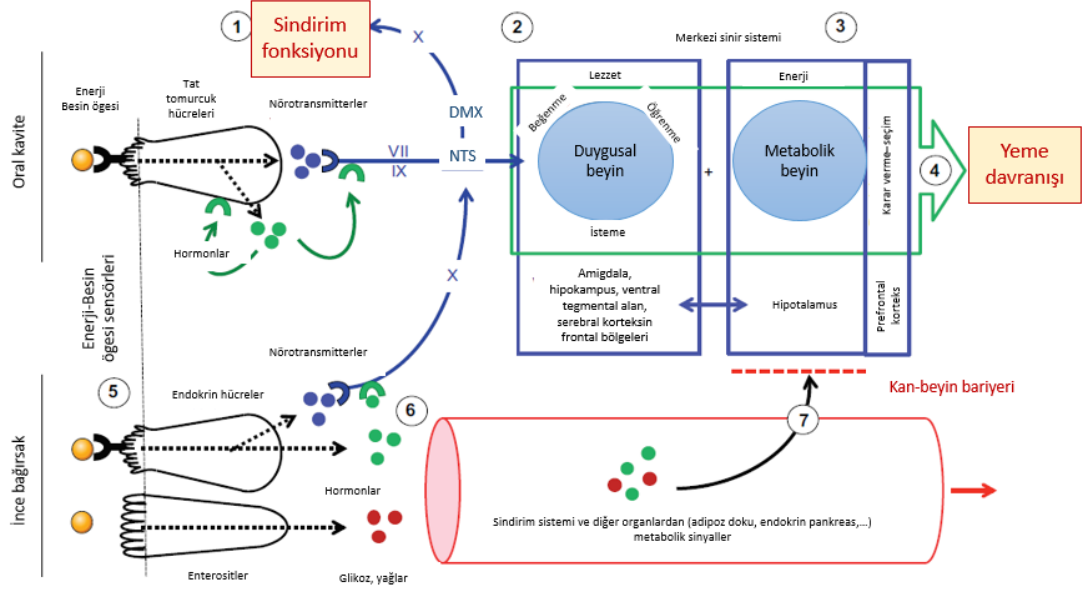 1
Sindirim
fonksiyonu
X
2
Merkezi sinir sistemi
3
Oral kavite
Enerji
Besin ögesi
Tat
tomurcuk
hücreleri
Nörotransmitterler
DMX
VII
NTS
IX
Hormonlar
Lezzet
Beğenme
Öğrenme
Duygusal
beyin
İsteme
+
Enerji
Metabolik
beyin
Karar verme-seçim
4
Yeme
davranışı
Amigdala,
hipokampus, ventral
tegmental alan,
serebral korteksin
frontal bölgeleri
Hipotalamus
Prefrontal
korteks
X
Enerji-Besin
ögesi sensörleri
İnce bağırsak
5
Nörotransmitterler
Endokrin hücreler
6
Hormonlar
Enterositler
Glikoz, yağlar
Kan-beyin bariyeri
7
Sindirim sistemi ve diğer organlardan (adipoz doku, endokrin pankreas,...)
metabolik sinyaller